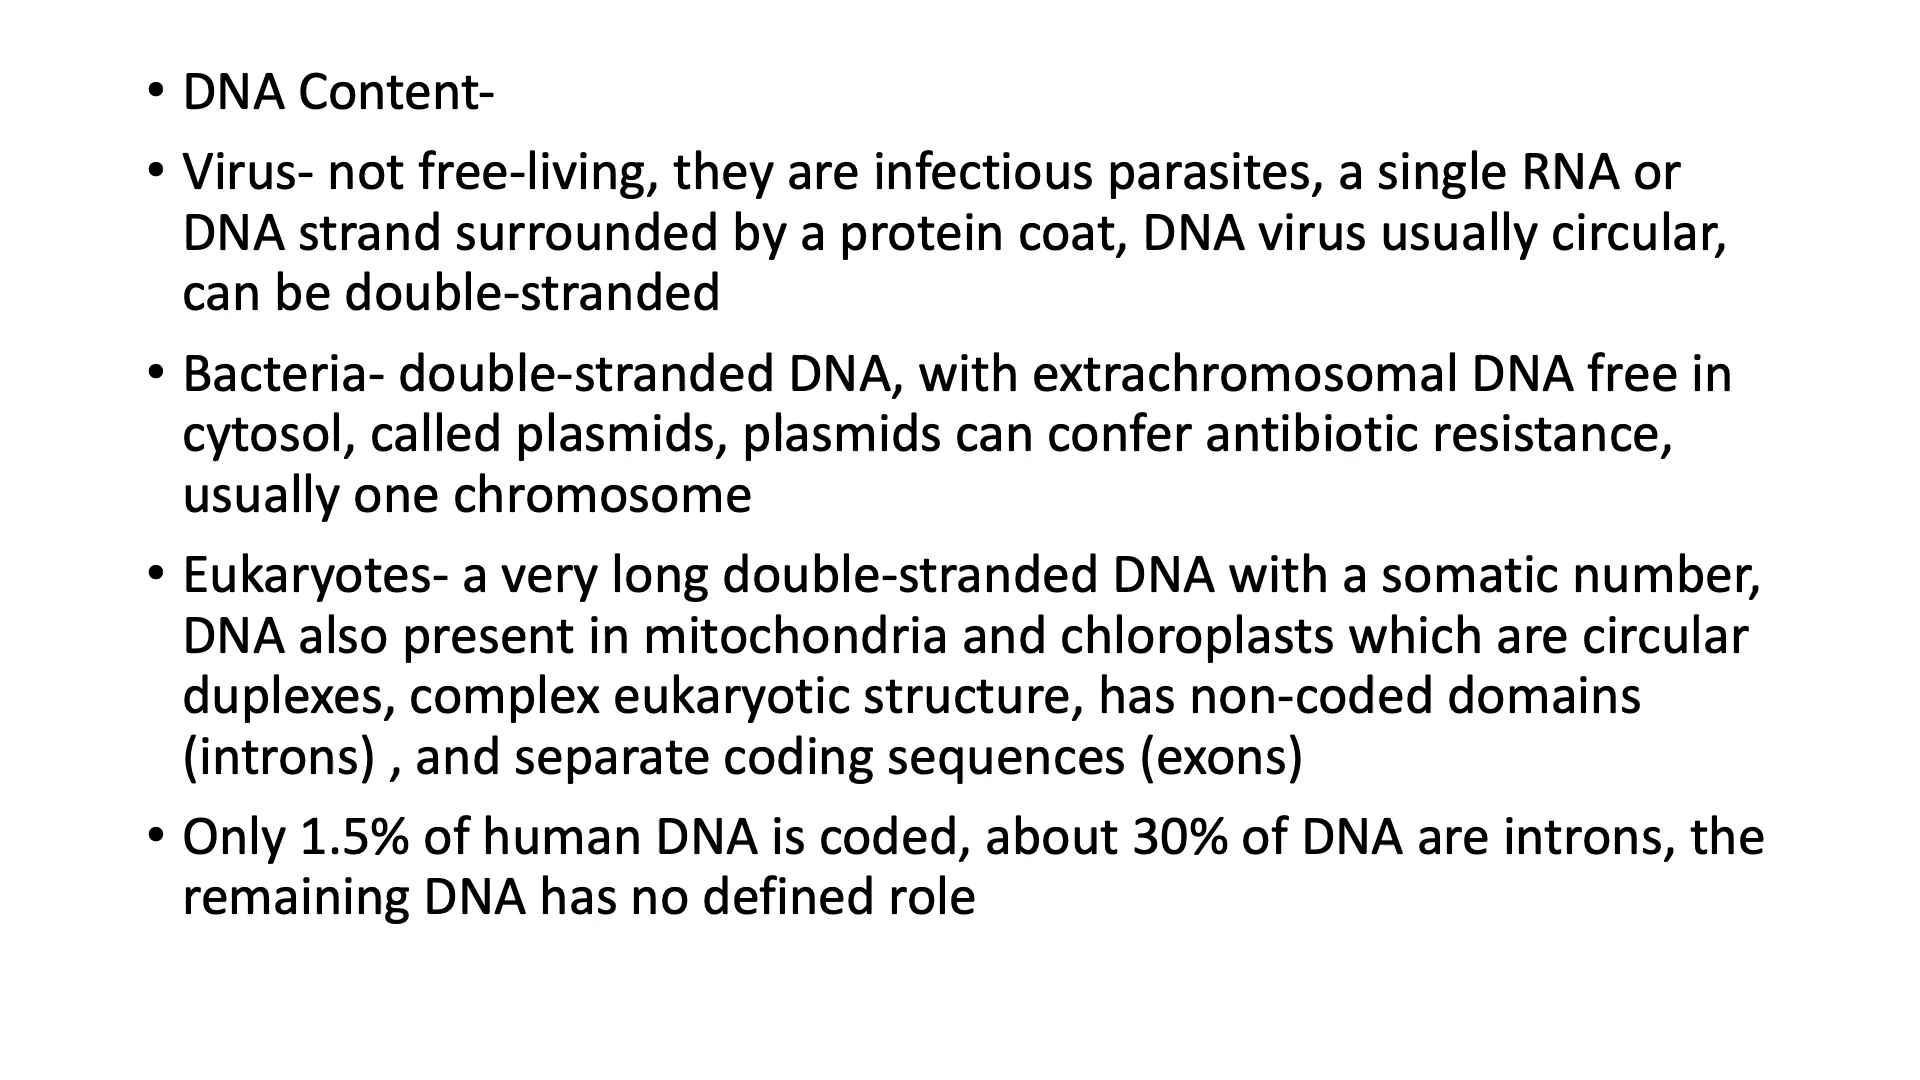 • DNA Content-
• Virus- not free-living, they are infectious parasites, a single RNA or
DNA strand surrounded by a protein coat, DNA virus usually circular,
can be double-stranded
• Bacteria- double-stranded DNA, with extrachromosomal DNA free in
cytosol, called plasmids, plasmids can confer antibiotic resistance,
usually one chromosome
• Eukaryotes- a very long double-stranded DNA with a somatic number,
DNA also present in mitochondria and chloroplasts which are circular
duplexes, complex eukaryotic structure, has non-coded domains
(introns) , and separate coding sequences (exons)
• Only 1.5% of human DNA is coded, about 30% of DNA are introns, the
remaining DNA has no defined role